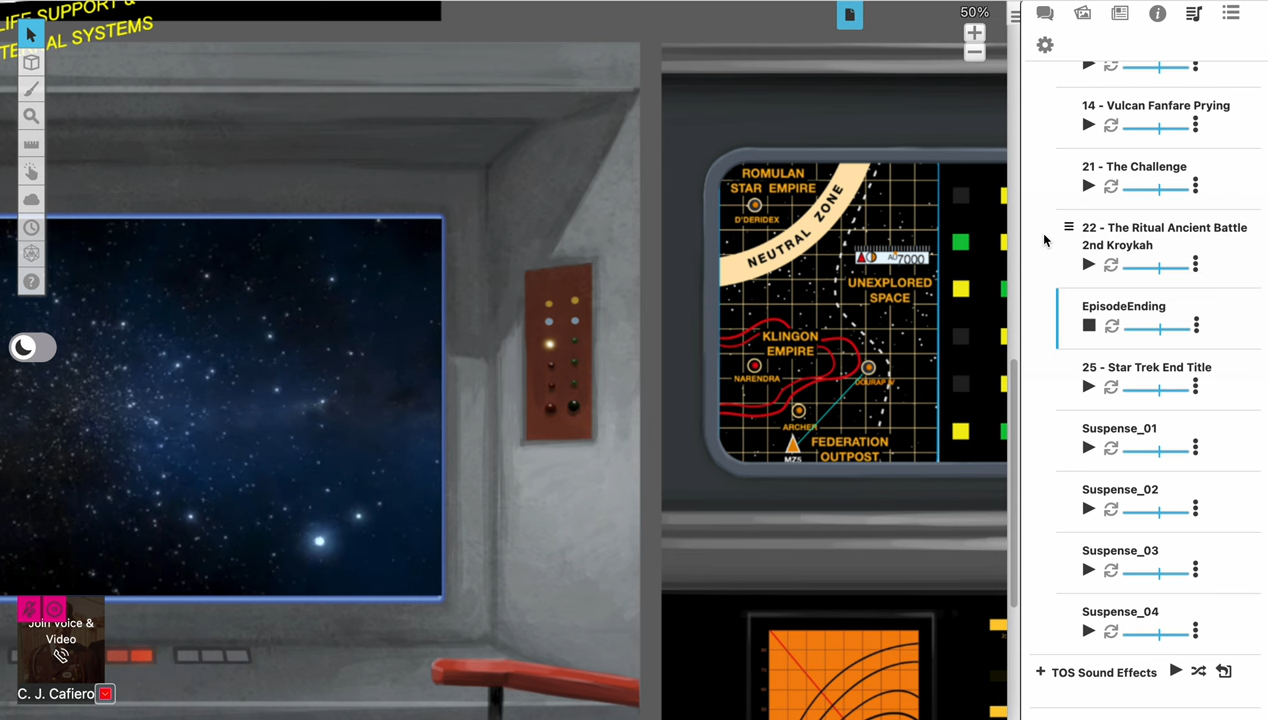 LIFE SUPPORT &
AL SYSTEMS
50%
14 - Vulcan Fanfare Prying
21 - The Challenge
22 - The Ritual Ancient Battle
2nd Kroykah
EpisodeEnding
25 - Star Trek End Title
Suspense_01
Suspense_02
Suspense_03
Suspense_04
TOS Sound Effects
ROMULAN
STAR EMPIRE
D'DERIDEX
NEUTRAL ZONE
7000
UNEXPLORED
SPACE
KLINGON
EMPIRE
NARENDRA
ARCHER
FEDERATION
OUTPOST
MZ5
Join Voice &
Video
C. J. Cafiero